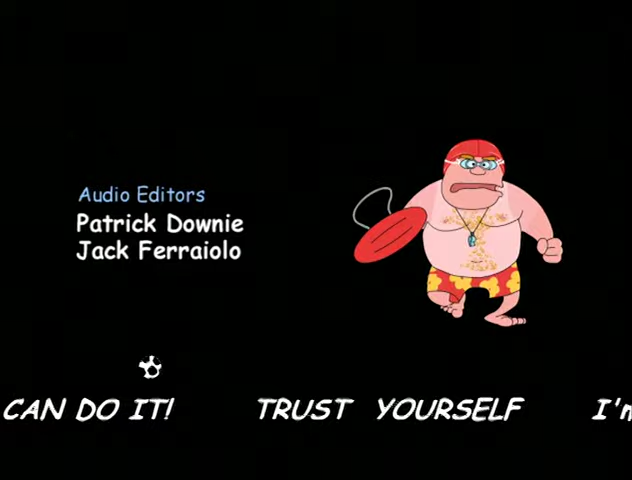 Audio Editors
Patrick Downie
Jack Ferraiolo
CAN DO IT! TRUST YOURSELF I'm